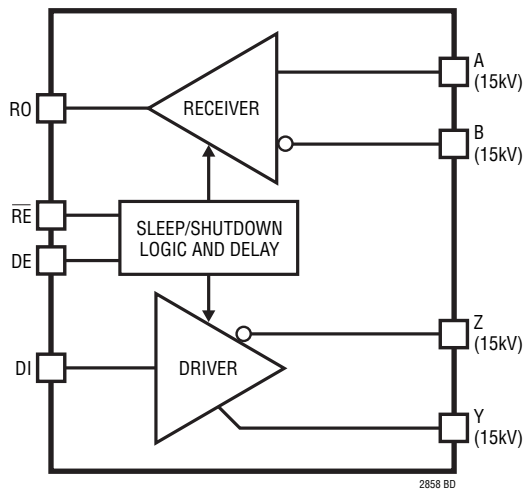 A
(15kV)
RO
RECEIVER
B
(15kV)
RE
DE
SLEEP/SHUTDOWN
LOGIC AND DELAY
Z
(15kV)
DI
DRIVER
Y
(15kV)
2858 BD